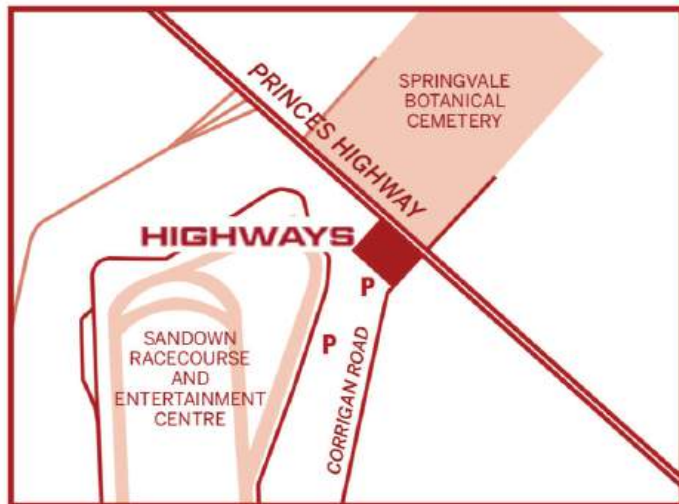 PRINCES HIGHWAY
SPRINGVALE
BOTANICAL
CEMETERY
HIGHWAYS
P
P
SANDOWN
RACECOURSE
AND
ENTERTAINMENT
CENTRE
CORRIGAN ROAD